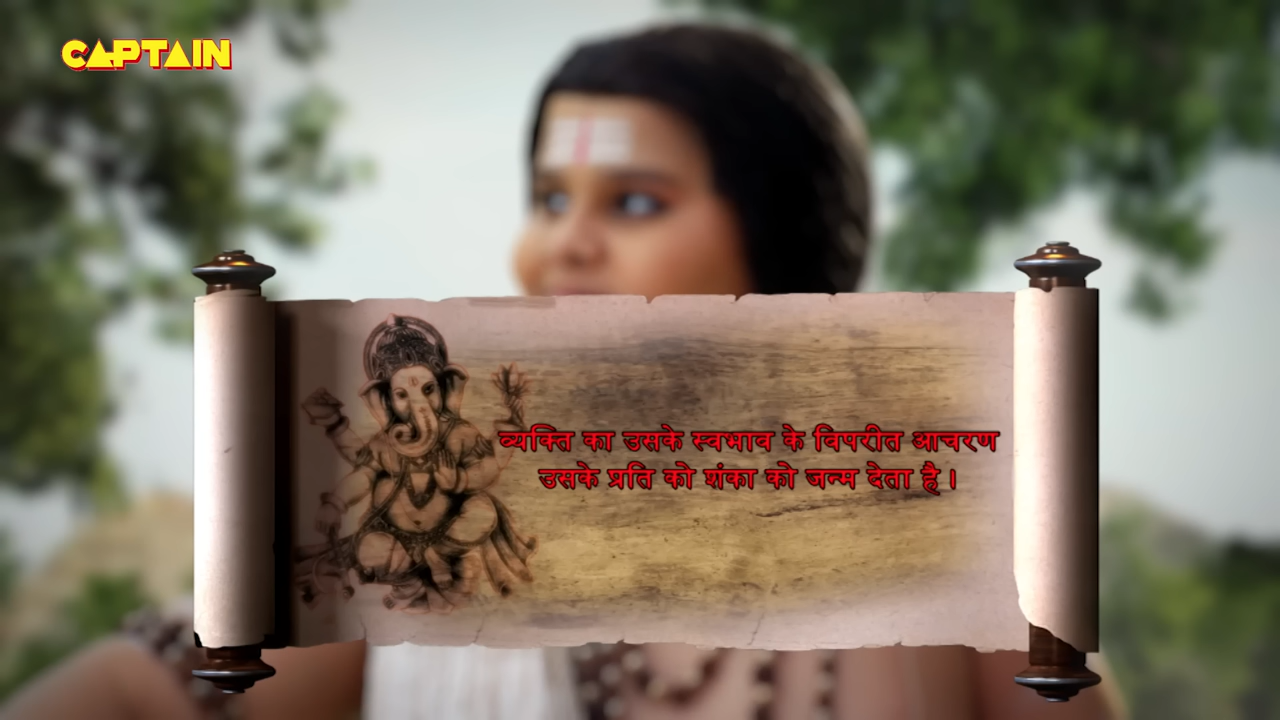 CAPTAIN
व्यक्ति का उसके स्वभाव के विपरीत आचरण
उसके प्रति को शंका को जन्म देता है।